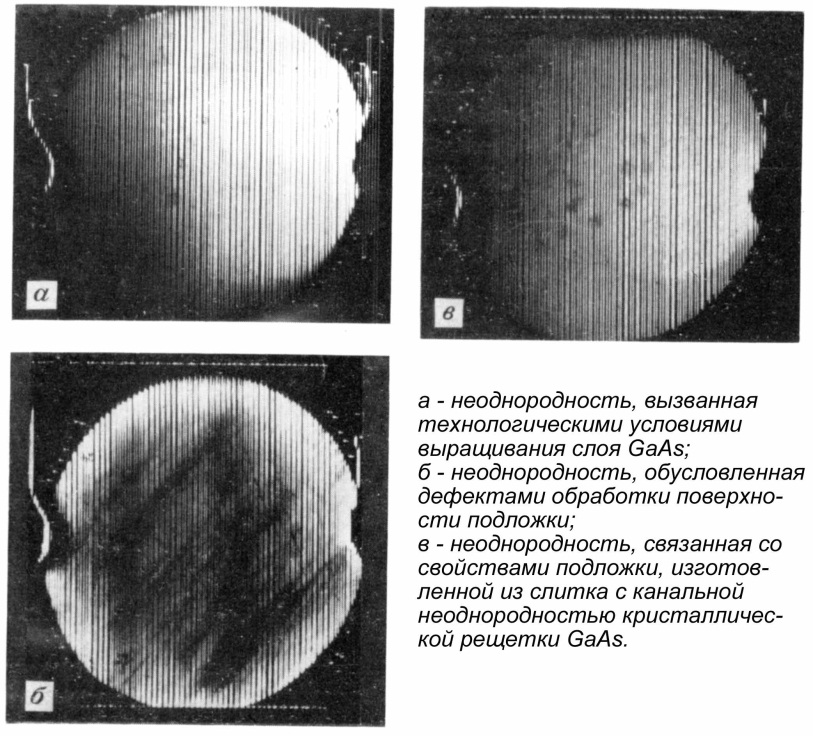 а
в
а - неоднородность, вызванная
технологическими условиями
выращивания слоя GaAs;
б - неоднородность, обусловленная
дефектами обработки поверхно-
сти подложки;
в - неоднородность, связанная со
свойствами подложки, изготов-
ленной из слитка с канальной
неоднородностью кристалличес-
кой рещетки GaAs.
б